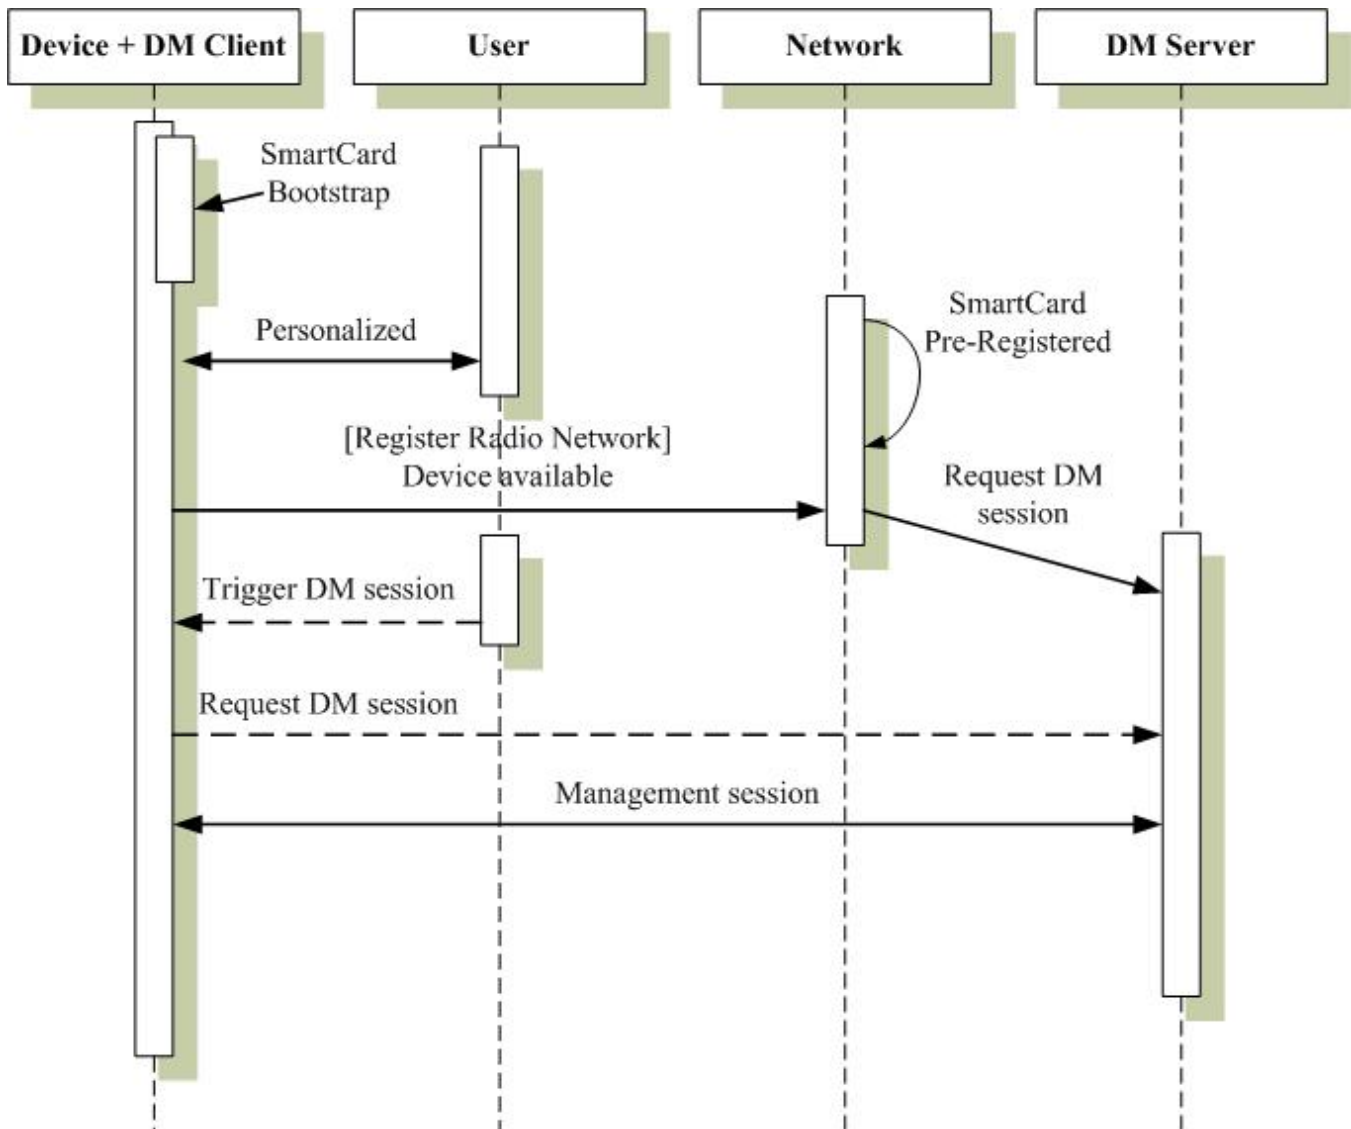 Device + DM Client
User
Network
DM Server
SmartCard
Bootstrap
SmartCard
Pre-Registered
Personalized
[Register Radio Network]
Device available
Request DM
session
Trigger DM session
Request DM session
Management session